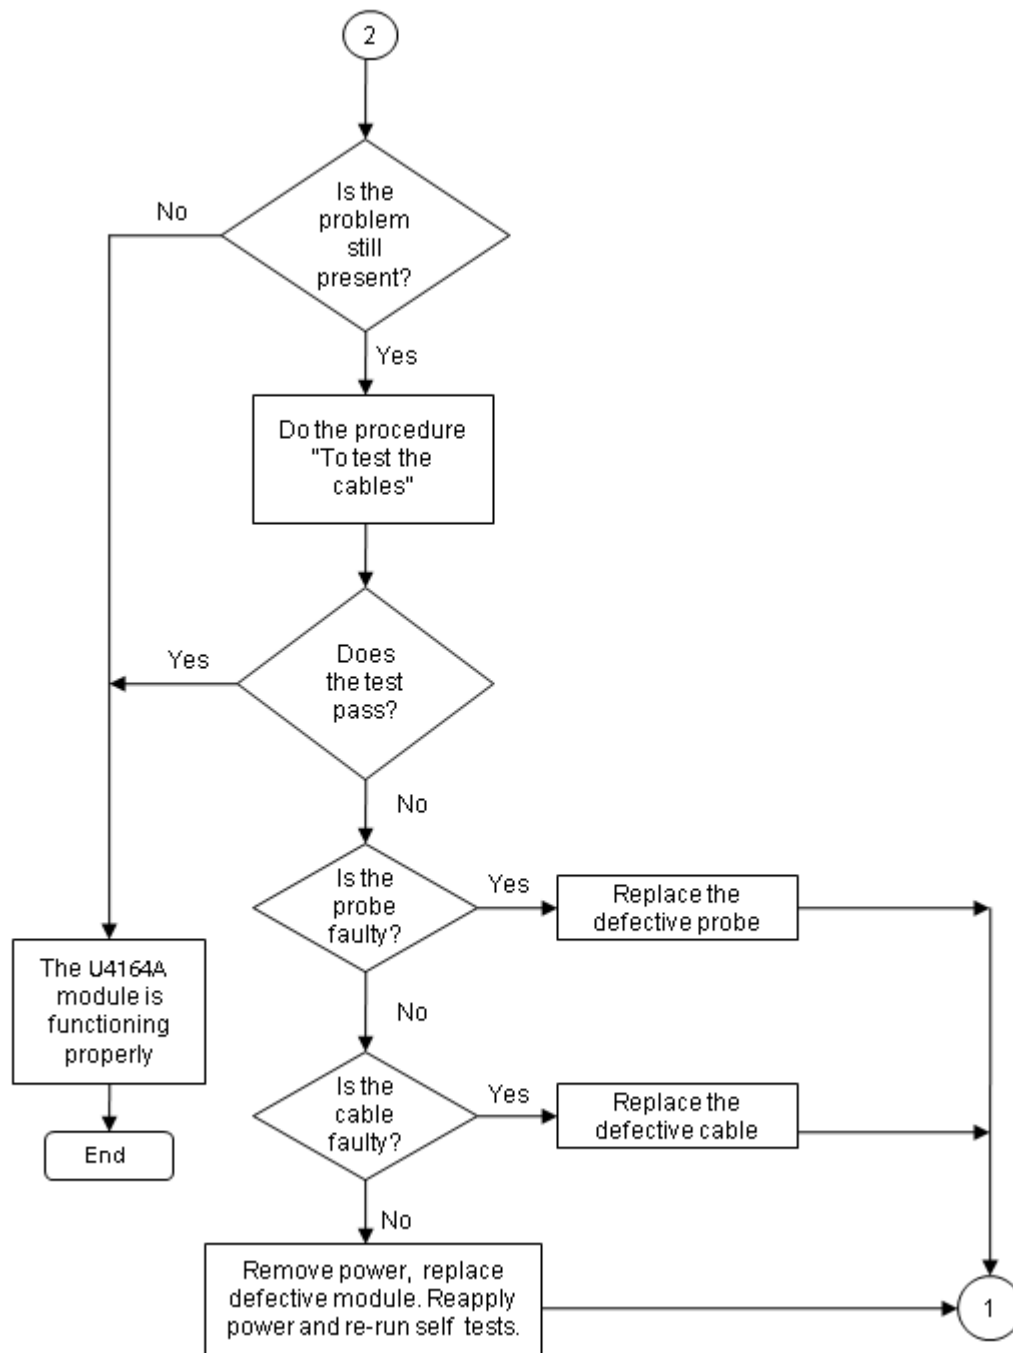 2
Is the
problem
still
present?
No
Yes
Do the procedure
"To test the
cables"
Does
the test
pass?
Yes
No
Is the
probe
faulty?
Yes
Replace the
defective probe
The U4164A
module is
functioning
properly
No
Is the
cable
faulty?
Yes
Replace the
defective cable
End
No
Remove power, replace
defective module. Reapply
power and re-run self tests.
1